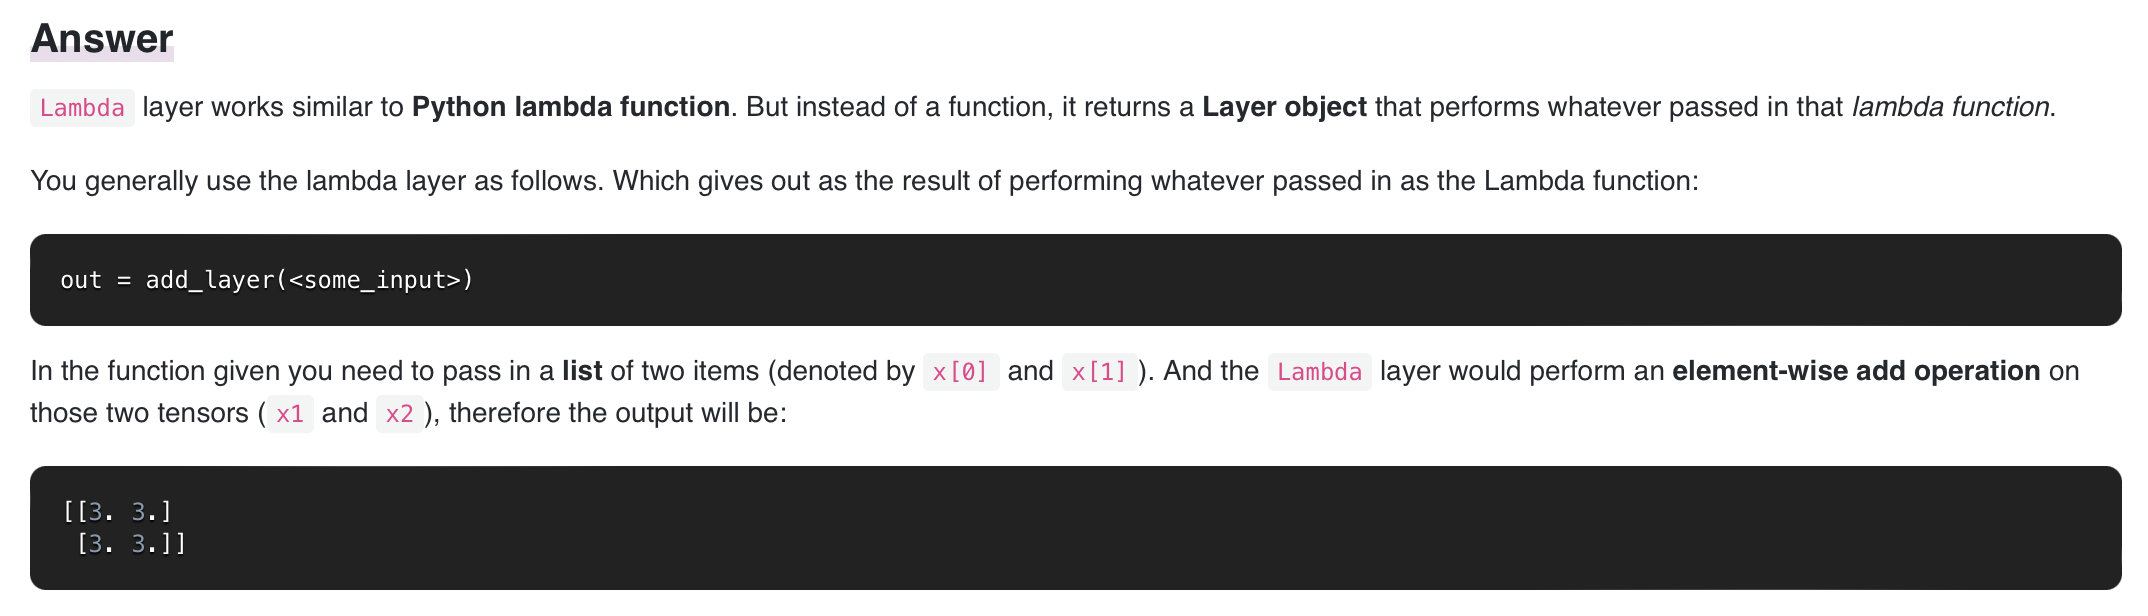 Answer
Lambda layer works similar to Python lambda function. But instead of a function, it returns a Layer object that performs whatever passed in that lambda function.
You generally use the lambda layer as follows. Which gives out as the result of performing whatever passed in as the Lambda function:
out = add_layer(<some_input>)
In the function given you need to pass in a list of two items (denoted by x[0] and x[1] ). And the Lambda layer would perform an element-wise add operation on
those two tensors ( x1 and x2 ), therefore the output will be:
[[3. 3.]
 [3. 3.]]